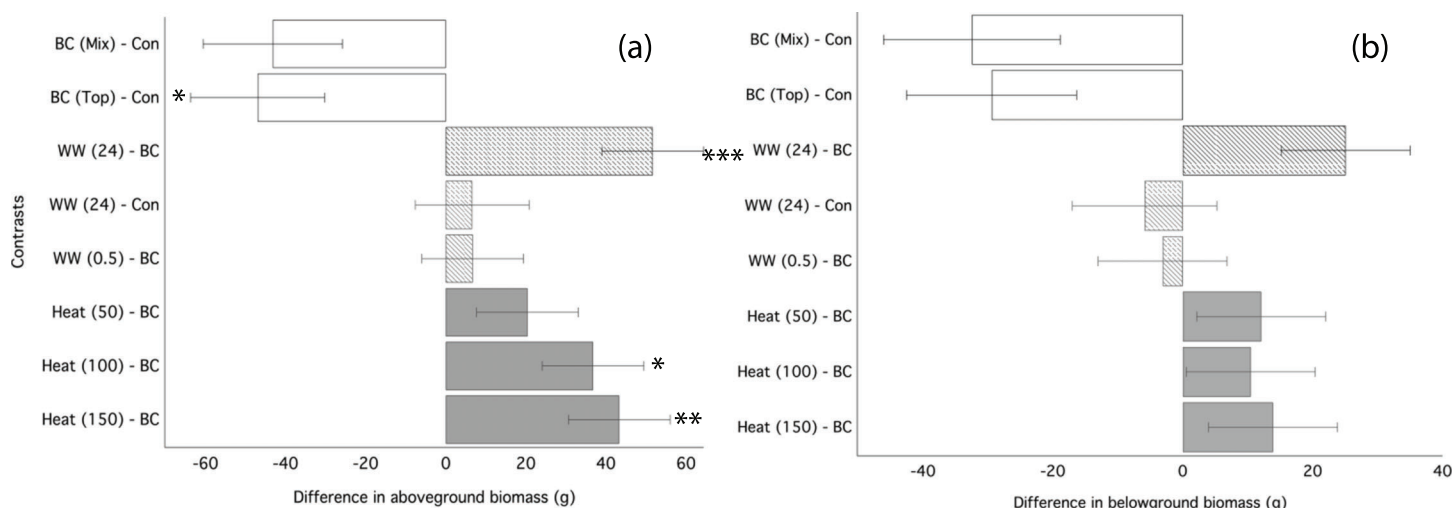 (a)
BC (Mix) - Con
BC (Top) - Con *
WW (24) - BC ***
WW (24) - Con
WW (0.5) - BC
Heat (50) - BC
Heat (100) - BC *
Heat (150) - BC **
Contrasts
-60 -40 -20 0 20 40 60
Difference in aboveground biomass (g)
(b)
BC (Mix) - Con
BC (Top) - Con
WW (24) - BC
WW (24) - Con
WW (0.5) - BC
Heat (50) - BC
Heat (100) - BC
Heat (150) - BC
-40 -20 0 20 40
Difference in belowground biomass (g)